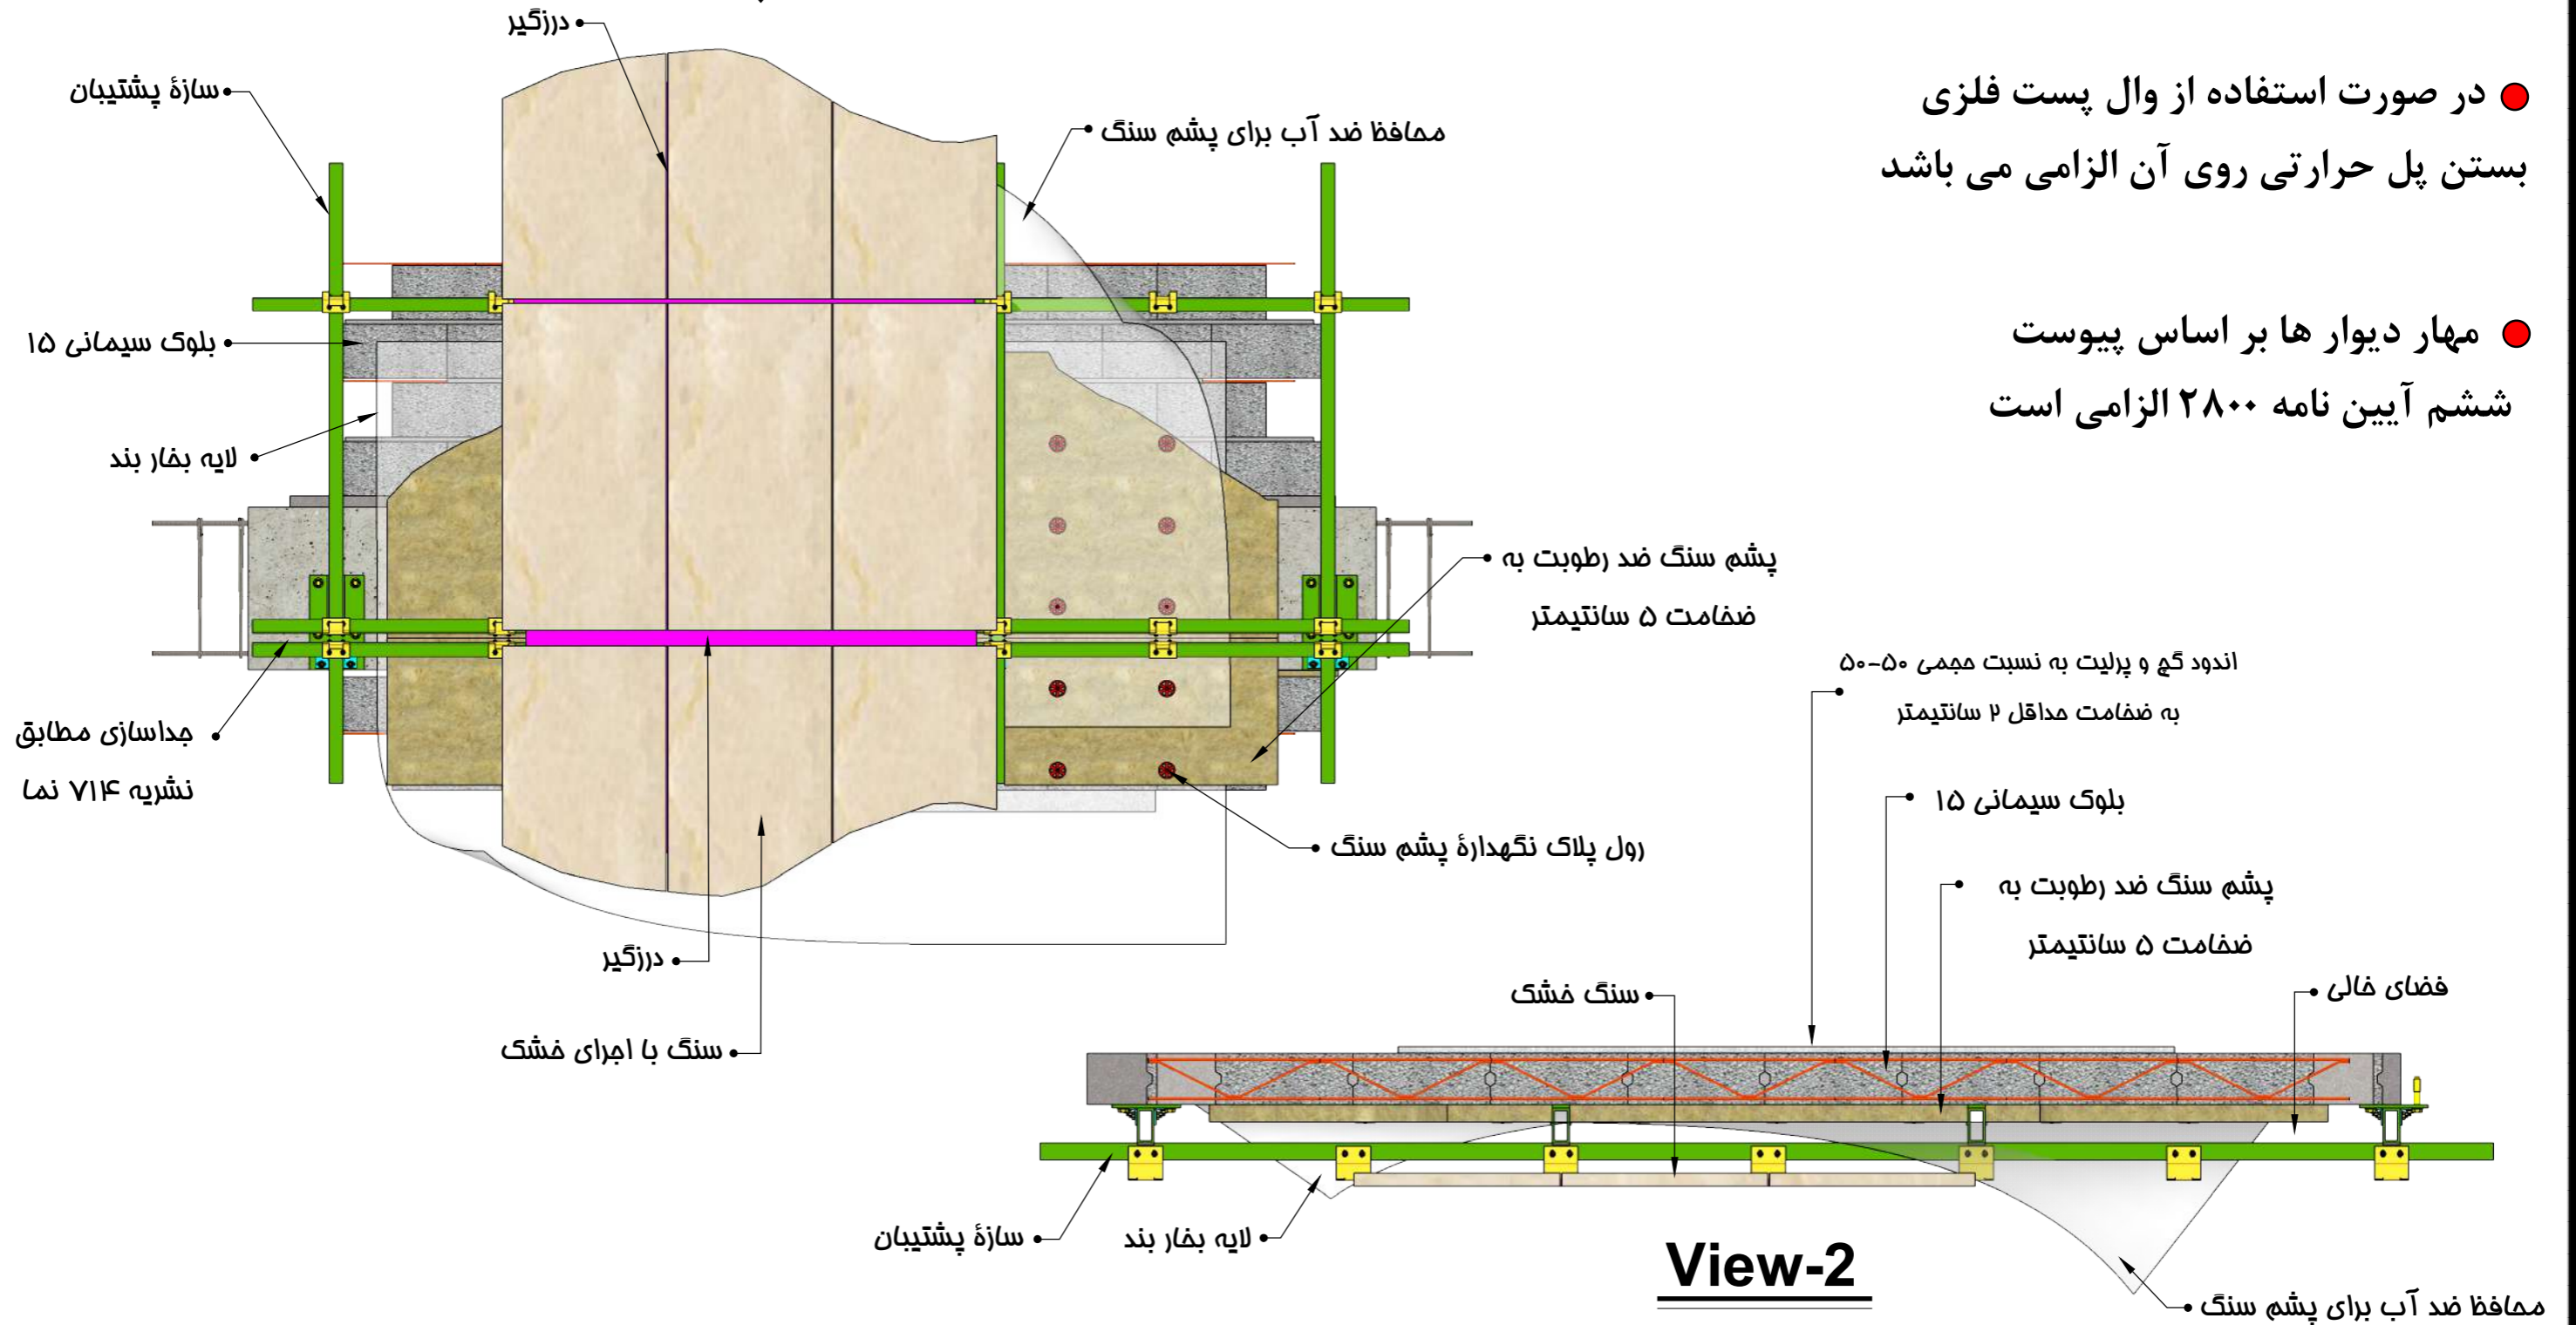 درزگیر
سازهٔ پشتیبان
محافظ ضد آب برای پشم سنگ
در صورت استفاده از وال پست فلزی
بستن پل حرارتی روی آن الزامی می باشد
بلوک سیمانی ۱۵
مهار دیوار ها بر اساس پیوست
ششم آیین نامه ۲۸۰۰ الزامی است
لایه بخار بند
پشم سنگ ضد رطوبت به
ضخامت ۵ سانتیمتر
جداسازی مطابق
نشریه ۷۱۴ نما
رول پلاک نگهدارهٔ پشم سنگ
درزگیر
سنگ با اجرای خشک
اندود گچ و پرلیت به نسبت حجمی ۵۰-۵۰
به ضخامت حداقل ۲ سانتیمتر
بلوک سیمانی ۱۵
پشم سنگ ضد رطوبت به
ضخامت ۵ سانتیمتر
سنگ خشک
فضای خالی
سازهٔ پشتیبان
لایه بخار بند
View-2
محافظ ضد آب برای پشم سنگ